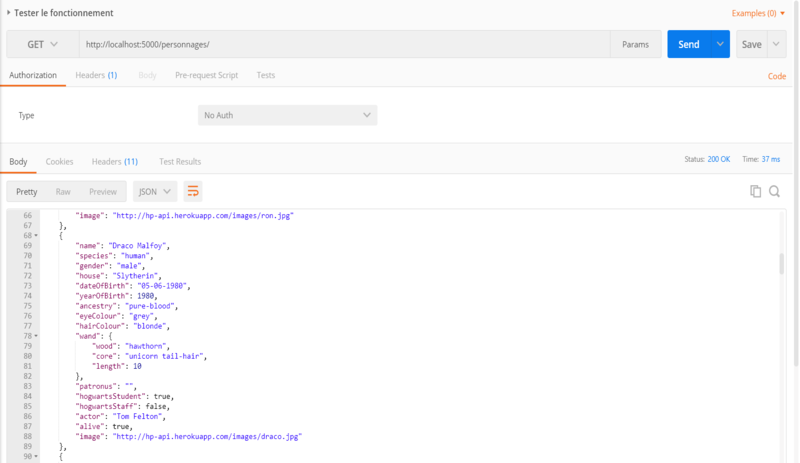 Tester le fonctionnement Examples (0)
GET http://localhost:5000/personnages/ Params Send Save
Authorization Headers (1) Body Pre-request Script Tests Code
Type No Auth
Body Cookies Headers (11) Test Results Status: 200 OK Time: 37 ms
Pretty Raw Preview JSON
66 "image": "http://hp-api.herokuapp.com/images/ron.jpg"
67 },
68 {
69 "name": "Draco Malfoy",
70 "species": "human",
71 "gender": "male",
72 "house": "Slytherin",
73 "dateOfBirth": "05-06-1980",
74 "yearOfBirth": 1980,
75 "ancestry": "pure-blood",
76 "eyeColour": "grey",
77 "hairColour": "blonde",
78 "wand": {
79 "wood": "hawthorn",
80 "core": "unicorn tail-hair",
81 "length": 10
82 },
83 "patronus": "",
84 "hogwartsStudent": true,
85 "hogwartsStaff": false,
86 "actor": "Tom Felton",
87 "alive": true,
88 "image": "http://hp-api.herokuapp.com/images/draco.jpg"
89 },
90 {